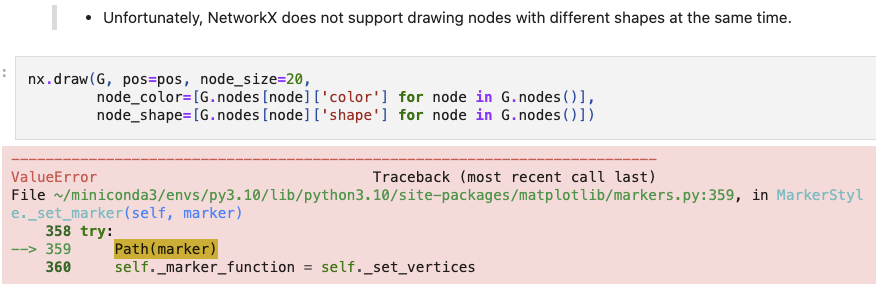 • Unfortunately, NetworkX does not support drawing nodes with different shapes at the same time.
:
nx.draw(G, pos=pos, node_size=20,
        node_color=[G.nodes[node]['color'] for node in G.nodes()],
        node_shape=[G.nodes[node]['shape'] for node in G.nodes()])
---------------------------------------------------------------------------
ValueError                                Traceback (most recent call last)
File ~/miniconda3/envs/py3.10/lib/python3.10/site-packages/matplotlib/markers.py:359, in MarkerStyl
e._set_marker(self, marker)
    358 try:
--> 359     Path(marker)
    360     self._marker_function = self._set_vertices